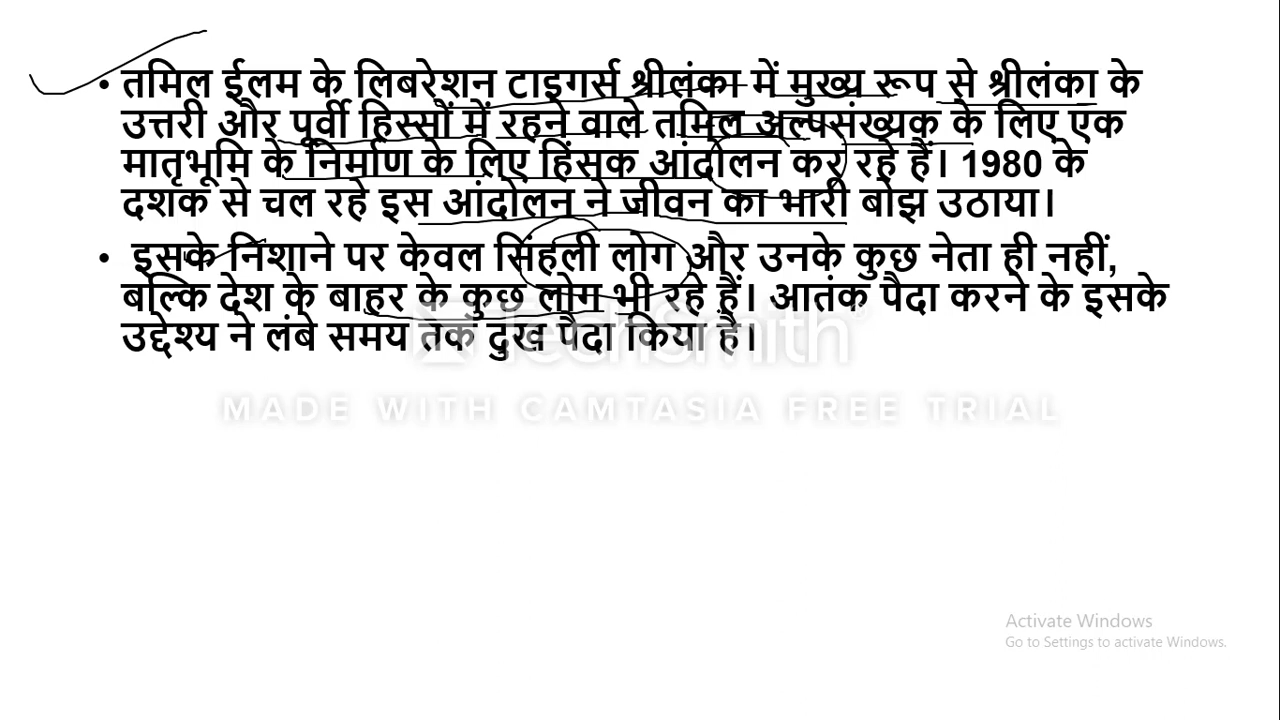 • तमिल ईलम के लिबरेशन टाइगर्स श्रीलंका में मुख्य रूप से श्रीलंका के
उत्तरी और पूर्वी हिस्सों में रहने वाले तमिल अल्पसंख्यक के लिए एक
मातृभूमि के निर्माण के लिए हिंसक आंदोलन कर रहे हैं। 1980 के
दशक से चल रहे इस आंदोलन ने जीवन का भारी बोझ उठाया।
• इसके निशाने पर केवल सिंहली लोग और उनके कुछ नेता ही नहीं,
बल्कि देश के बाहर के कुछ लोग भी रहे हैं। आतंक पैदा करने के इसके
उद्देश्य ने लंबे समय तक दुख पैदा किया है।
TechSmith
MADE WITH CAMTASIA FREE TRIAL
Activate Windows
Go to Settings to activate Windows.